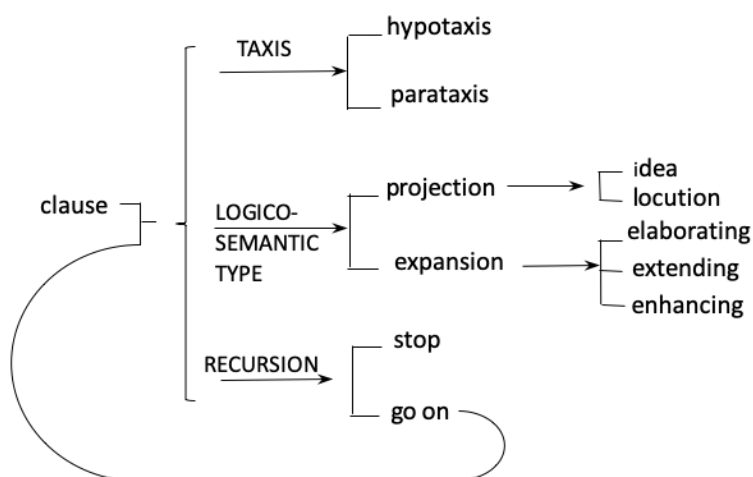 hypotaxis
TAXIS
parataxis
idea
projection
locution
clause
LOGICO-
SEMANTIC
TYPE
elaborating
expansion
extending
enhancing
stop
RECURSION
go on